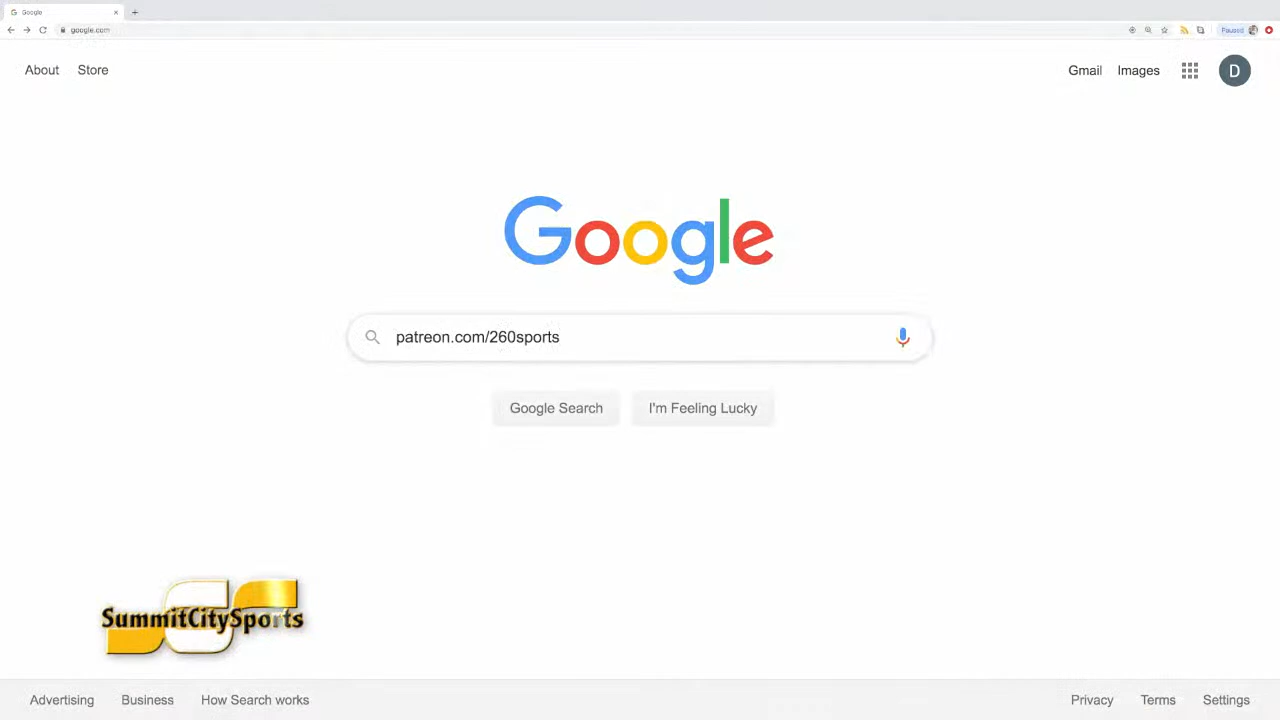 Google
google.com
Paused
About Store
Gmail Images
D
Google
patreon.com/260sports
Google Search I'm Feeling Lucky
SummitCitySports
Advertising Business How Search works
Privacy Terms Settings